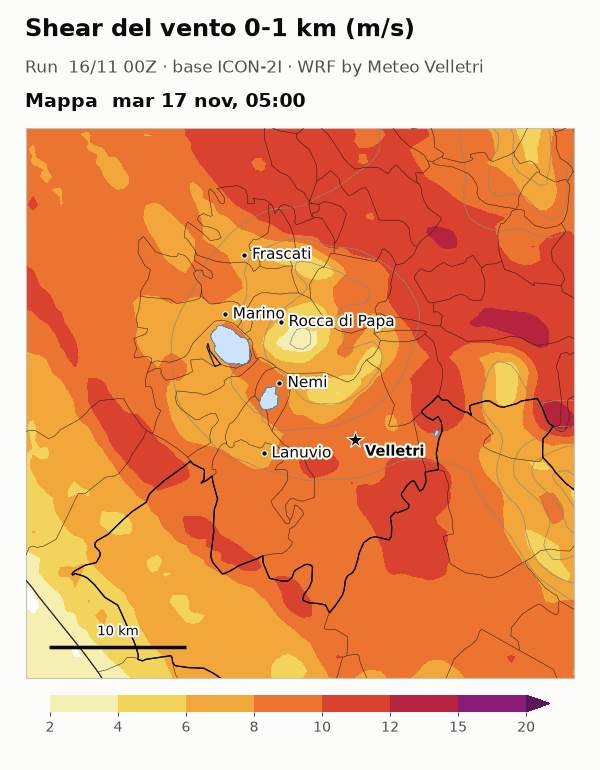 Shear del vento 0-1 km (m/s)
Run  16/11 00Z · base ICON-2I · WRF by Meteo Velletri
Mappa  mar 17 nov, 05:00
Frascati
Marino
Rocca di Papa
Nemi
Velletri
Lanuvio
10 km
2 4 6 8 10 12 15 20